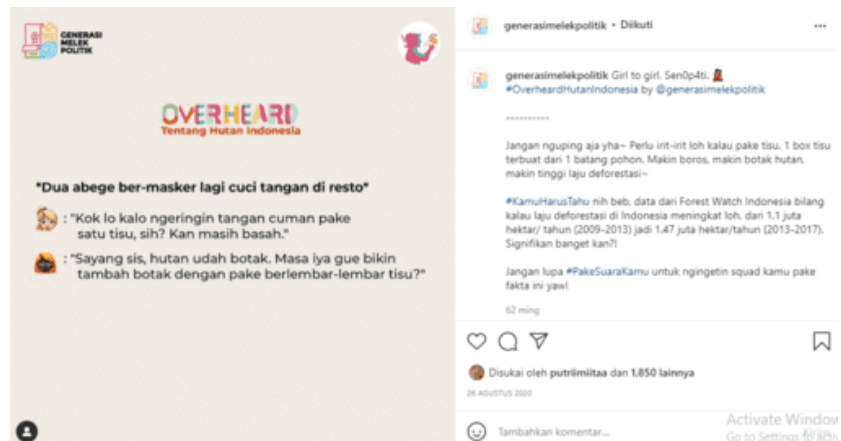 GENERASI
MELEK
POLITIK
OVERHEARD
Tentang Hutan Indonesia
*Dua abege ber-masker lagi cuci tangan di resto*
: "Kok lo kalo ngeringin tangan cuman pake
satu tisu, sih? Kan masih basah."
: "Sayang sis, hutan udah botak. Masa iya gue bikin
tambah botak dengan pake berlembar-lembar tisu?"
generasimelekpolitik • Diikuti
generasimelekpolitik Girl to girl. Sen0p4ti.
#OverheardHutanIndonesia by @generasimelekpolitik
----------
Jangan nguping aja yha~ Perlu irit-irit loh kalau pake tisu. 1 box tisu
terbuat dari 1 batang pohon. Makin boros, makin botak hutan,
makin tinggi laju deforestasi~
#KamuHarusTahu nih beb, data dari Forest Watch Indonesia bilang
kalau laju deforestasi di Indonesia meningkat loh, dari 1.1 juta
hektar/ tahun (2009-2013) jadi 1.47 juta hektar/tahun (2013-2017).
Signifikan banget kan?!
Jangan lupa #PakeSuaraKamu untuk ngingetin squad kamu pake
fakta ini yaw!
62 ming
Disukai oleh putriimiitaa dan 1,850 lainnya
28 AGUSTUS 2020
Tambahkan komentar...
Activate Window
Go to Settings to